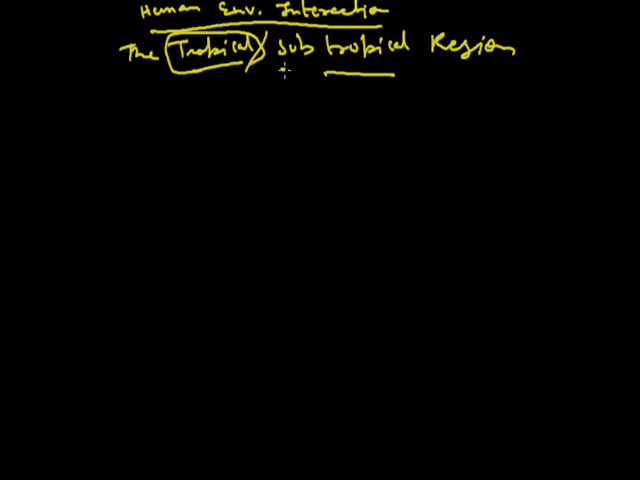 Human Env. Interaction
The Tropical / Sub tropical Region